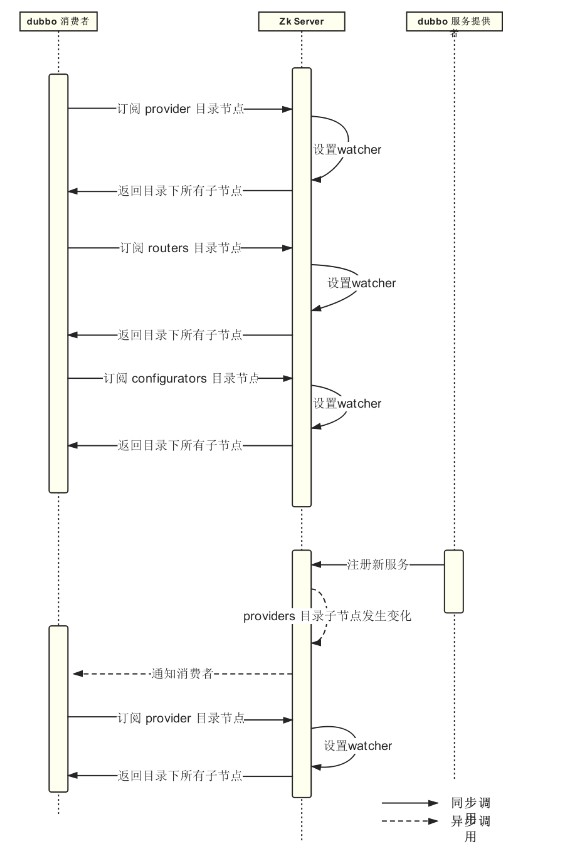 dubbo 消费者
Zk Server
dubbo 服务提供
者
订阅 provider 目录节点
设置watcher
返回目录下所有子节点
订阅 routers 目录节点
设置watcher
返回目录下所有子节点
订阅 configurators 目录节点
设置watcher
返回目录下所有子节点
注册新服务
providers 目录子节点发生变化
通知消费者
订阅 provider 目录节点
设置watcher
返回目录下所有子节点
同步调
用
异步调
用